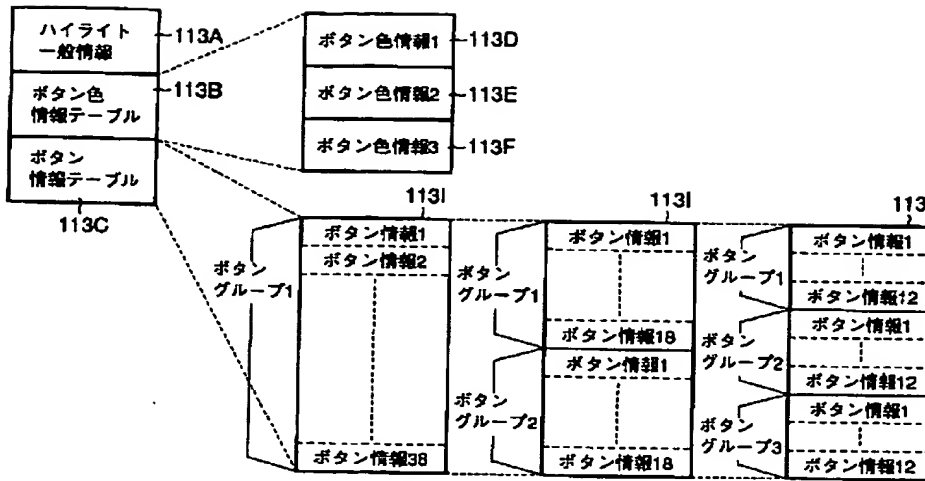 ハイライト
一般情報
113A
ボタン色
情報テーブル
113B
ボタン
情報テーブル
113C
ボタン色情報1
113D
ボタン色情報2
113E
ボタン色情報3
113F
113I
ボタン
グループ1
ボタン情報1
ボタン情報2
ボタン情報38
113I
ボタン
グループ1
ボタン情報1
ボタン情報18
ボタン
グループ2
ボタン情報1
ボタン情報18
113
ボタン
グループ1
ボタン情報1
ボタン情報12
ボタン
グループ2
ボタン情報1
ボタン情報12
ボタン
グループ3
ボタン情報1
ボタン情報12